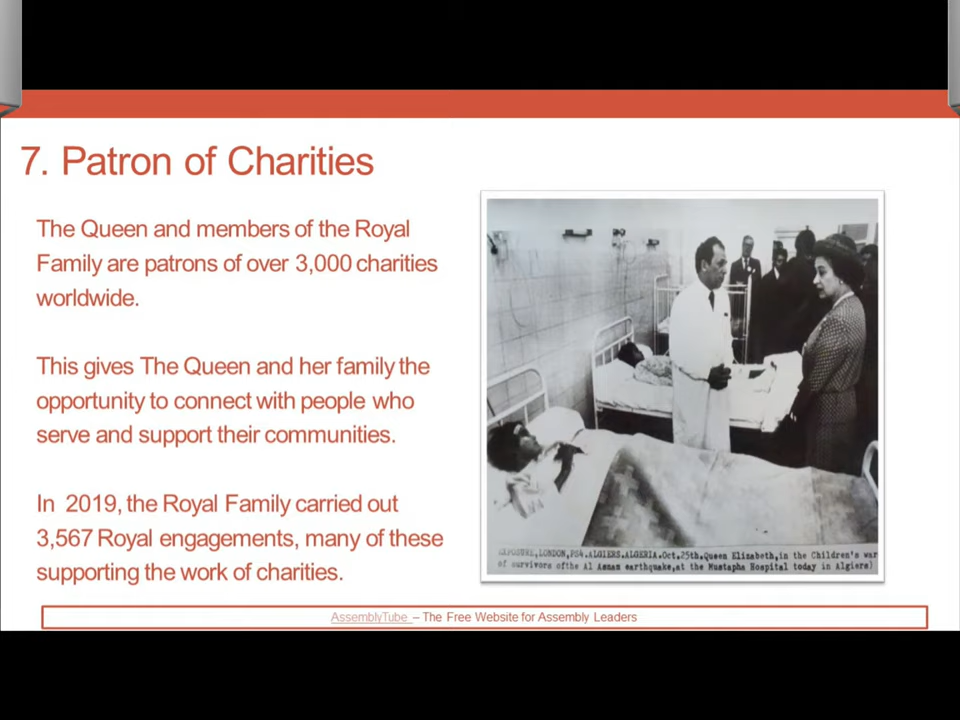 7. Patron of Charities
The Queen and members of the Royal
Family are patrons of over 3,000 charities
worldwide.
This gives The Queen and her family the
opportunity to connect with people who
serve and support their communities.
In 2019, the Royal Family carried out
3,567 Royal engagements, many of these
supporting the work of charities.
EXPOSURE,LONDON,PS4.ALGIERS.ALGERIA.Oct.25th.Queen Elizabeth,in the Children's war
of survivors ofthe Al Asnam earthquake,at the Mustapha Hospital today in Algiers)
AssemblyTube – The Free Website for Assembly Leaders